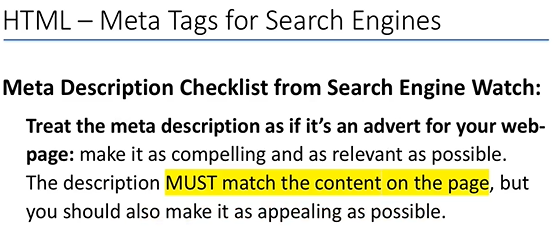 HTML – Meta Tags for Search Engines
Meta Description Checklist from Search Engine Watch:
Treat the meta description as if it's an advert for your web-
page: make it as compelling and as relevant as possible.
The description MUST match the content on the page, but
you should also make it as appealing as possible.